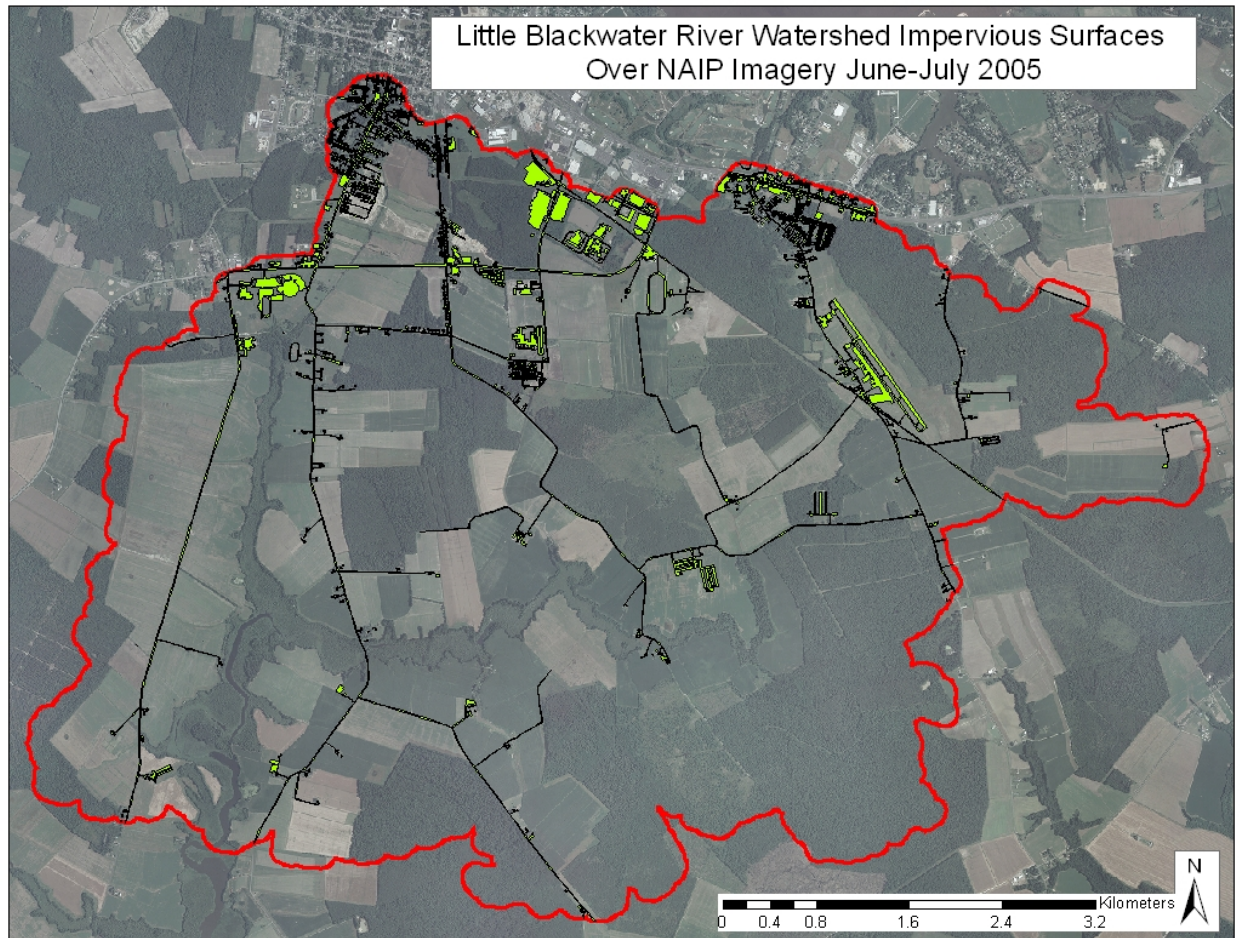 Little Blackwater River Watershed Impervious Surfaces
Over NAIP Imagery June-July 2005
N
Kilometers
0 0.4 0.8 1.6 2.4 3.2